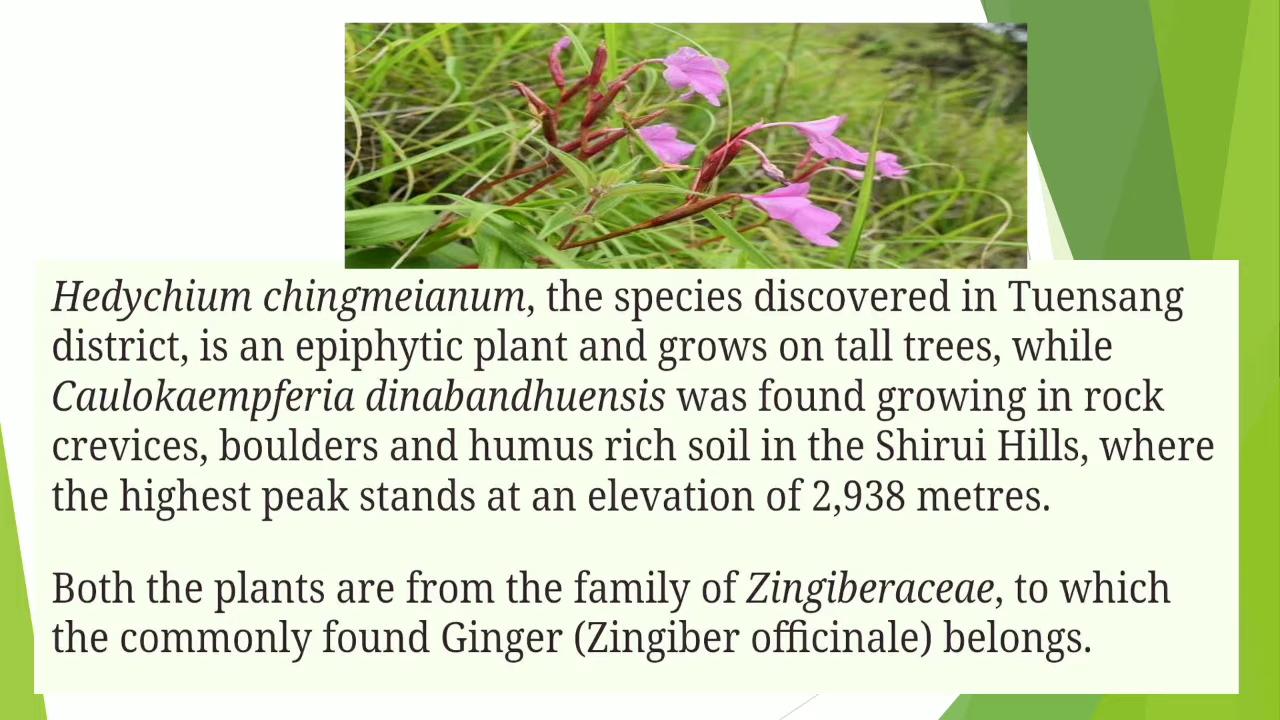 Hedychium chingmeianum, the species discovered in Tuensang
district, is an epiphytic plant and grows on tall trees, while
Caulokaempferia dinabandhuensis was found growing in rock
crevices, boulders and humus rich soil in the Shirui Hills, where
the highest peak stands at an elevation of 2,938 metres.
Both the plants are from the family of Zingiberaceae, to which
the commonly found Ginger (Zingiber officinale) belongs.